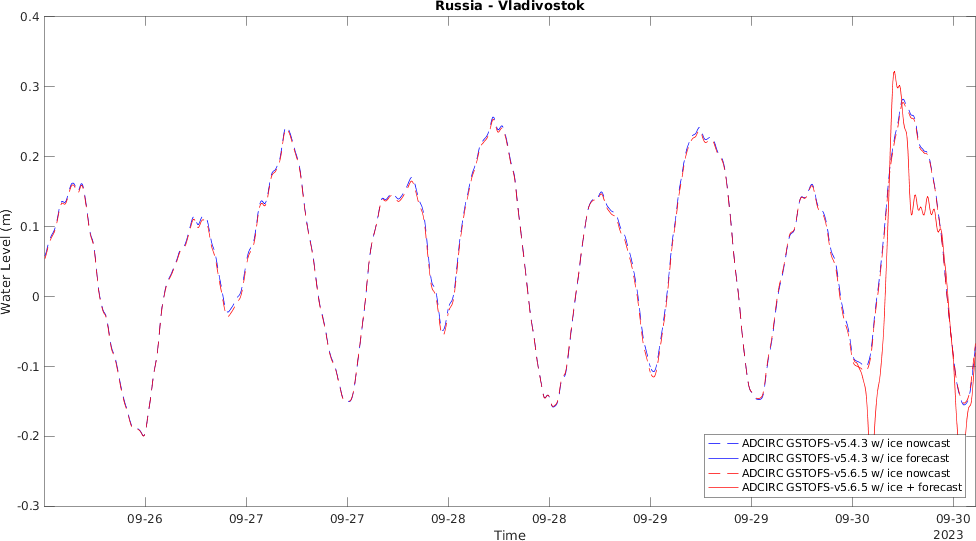 Russia - Vladivostok
0.4
0.3
0.2
0.1
0
-0.1
-0.2
-0.3
Water Level (m)
ADCIRC GSTOFS-v5.4.3 w/ ice nowcast
ADCIRC GSTOFS-v5.4.3 w/ ice forecast
ADCIRC GSTOFS-v5.6.5 w/ ice nowcast
ADCIRC GSTOFS-v5.6.5 w/ ice + forecast
09-26 09-27 09-27 09-28 09-28 09-29 09-29 09-30 09-30
2023
Time